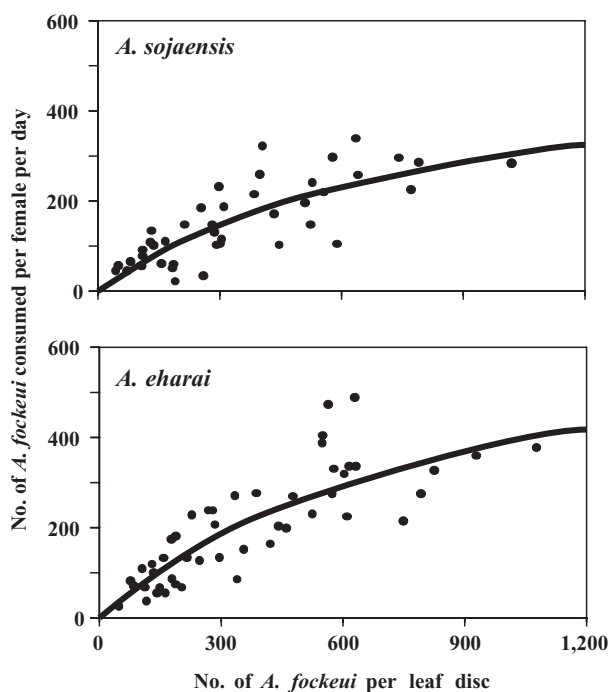 600
A. sojaensis
400
200
0
No. of A. fockeui consumed per female per day
600
A. eharai
400
200
0
0 300 600 900 1,200
No. of A. fockeui per leaf disc